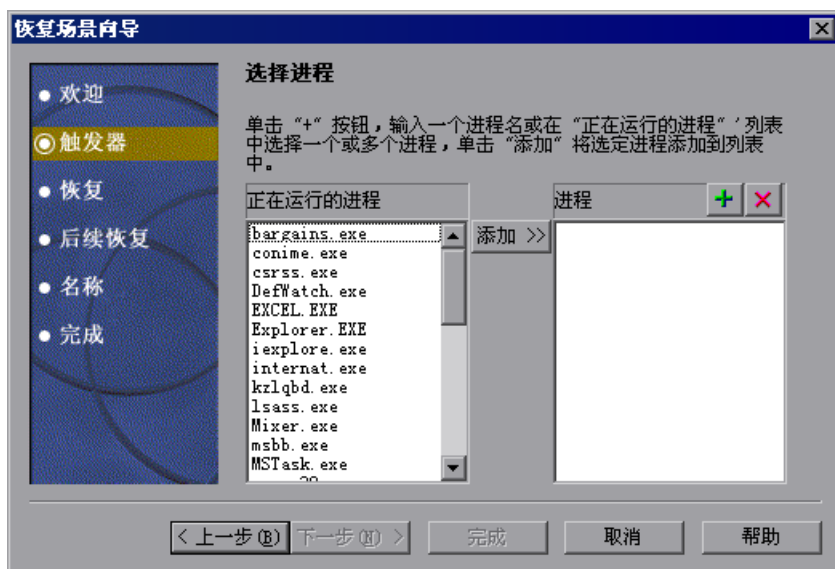 恢复场景向导
欢迎
触发器
恢复
后续恢复
名称
完成
选择进程
单击 “+” 按钮，输入一个进程名或在 “正在运行的进程”'列表
中选择一个或多个进程，单击 “添加” 将选定进程添加到列表
中。
正在运行的进程
bargains.exe
conime.exe
csrss.exe
DefWatch.exe
EXCEL.EXE
Explorer.EXE
iexplore.exe
internat.exe
kzlqbd.exe
lsass.exe
Mixer.exe
msbb.exe
MSTask.exe
添加 >>
进程
< 上一步(B)
下一步(N) >
完成
取消
帮助